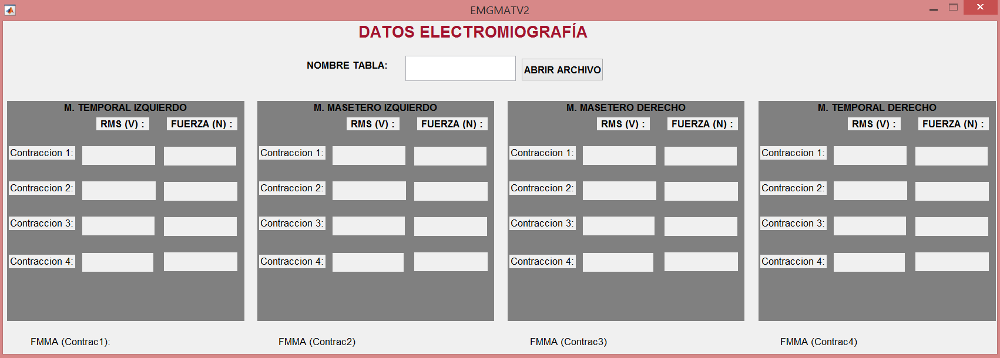 EMGMATV2
DATOS ELECTROMIOGRAFÍA
NOMBRE TABLA:
ABRIR ARCHIVO
M. TEMPORAL IZQUIERDO
RMS (V) : FUERZA (N) :
Contraccion 1:
Contraccion 2:
Contraccion 3:
Contraccion 4:
M. MASETERO IZQUIERDO
RMS (V) : FUERZA (N) :
Contraccion 1:
Contraccion 2:
Contraccion 3:
Contraccion 4:
M. MASETERO DERECHO
RMS (V) : FUERZA (N) :
Contraccion 1:
Contraccion 2:
Contraccion 3:
Contraccion 4:
M. TEMPORAL DERECHO
RMS (V) : FUERZA (N) :
Contraccion 1:
Contraccion 2:
Contraccion 3:
Contraccion 4:
FMMA (Contrac1):
FMMA (Contrac2)
FMMA (Contrac3)
FMMA (Contrac4)